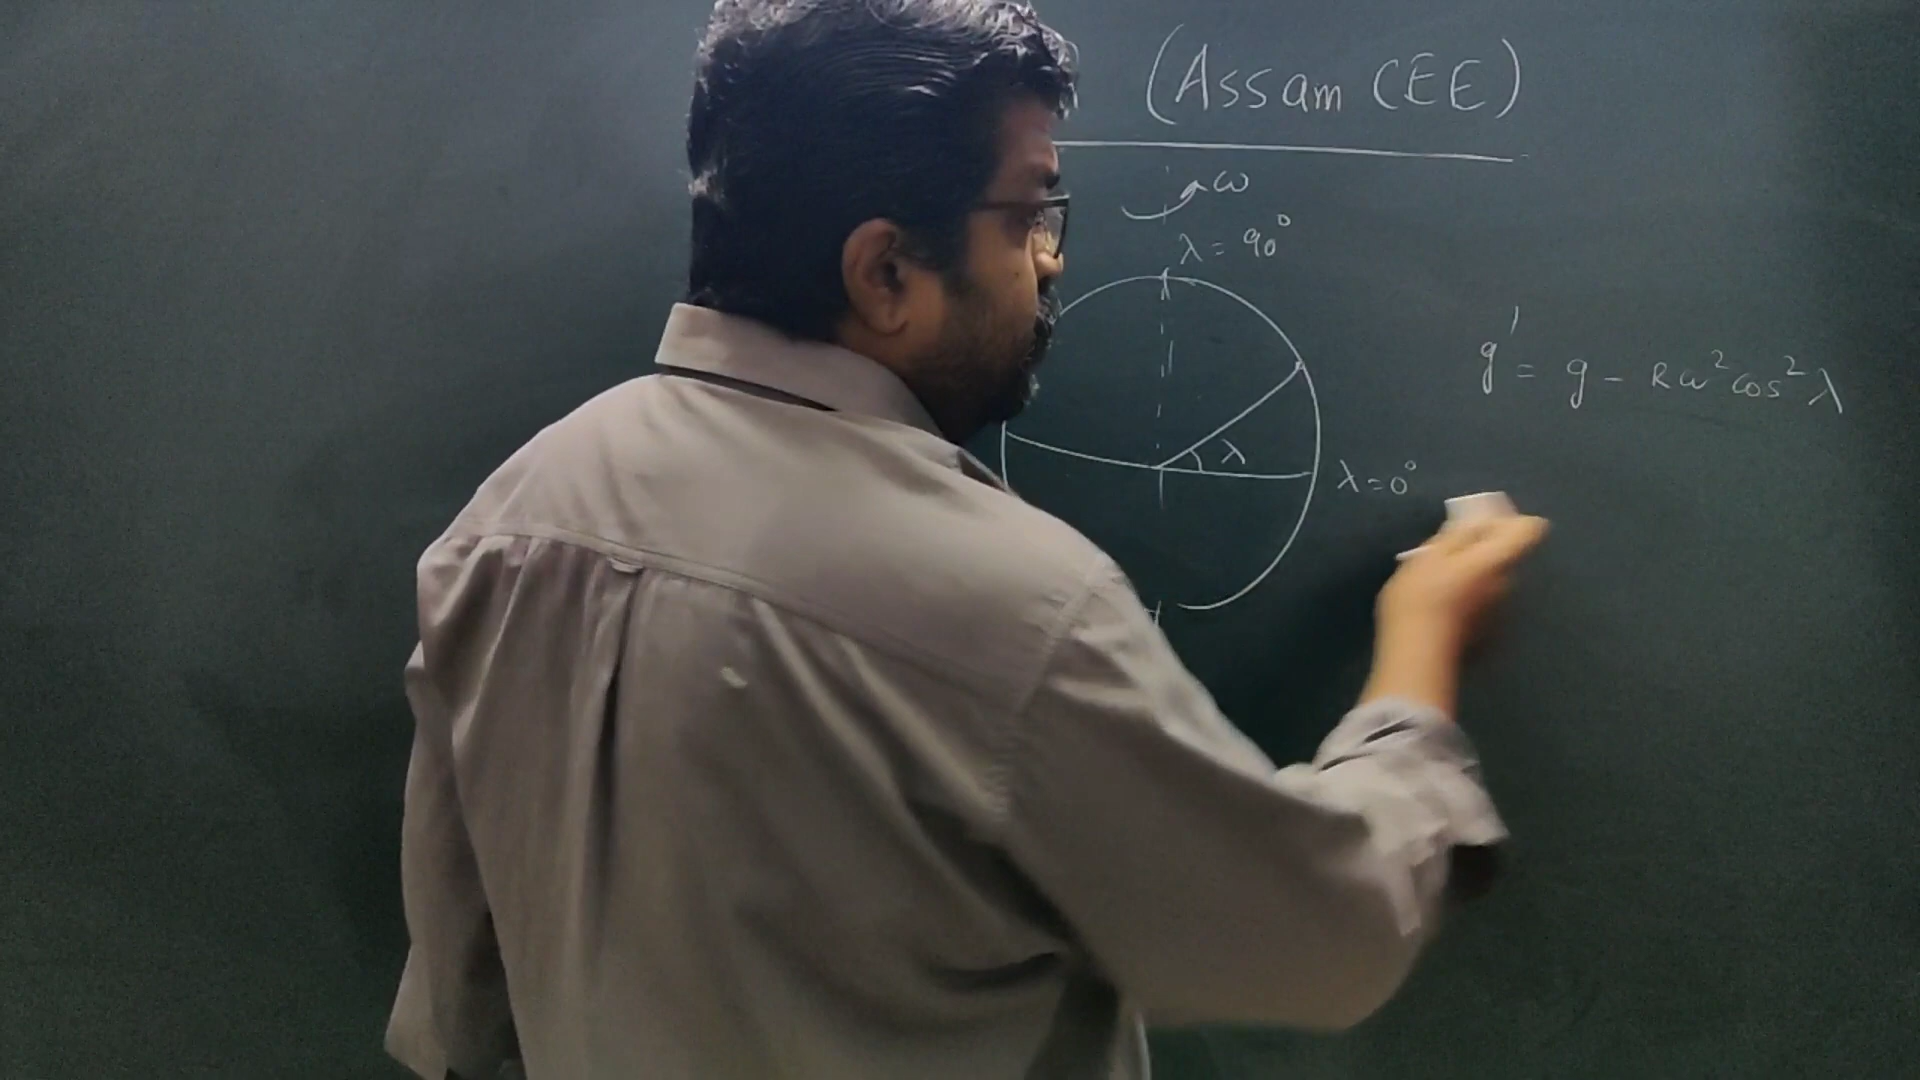 (Assam CEE)
ω
λ = 90°
g' = g - Rω²cos²λ
λ
λ = 0°